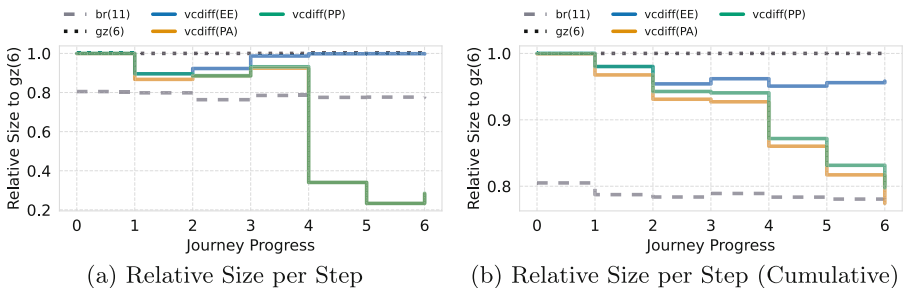 br(11) vcdiff(EE) vcdiff(PP)
gz(6) vcdiff(PA)
Relative Size to gz(6)
1.0
0.8
0.6
0.4
0.2
0 1 2 3 4 5 6
Journey Progress
(a) Relative Size per Step
br(11) vcdiff(EE) vcdiff(PP)
gz(6) vcdiff(PA)
Relative Size to gz(6)
1.0
0.9
0.8
0 1 2 3 4 5 6
Journey Progress
(b) Relative Size per Step (Cumulative)